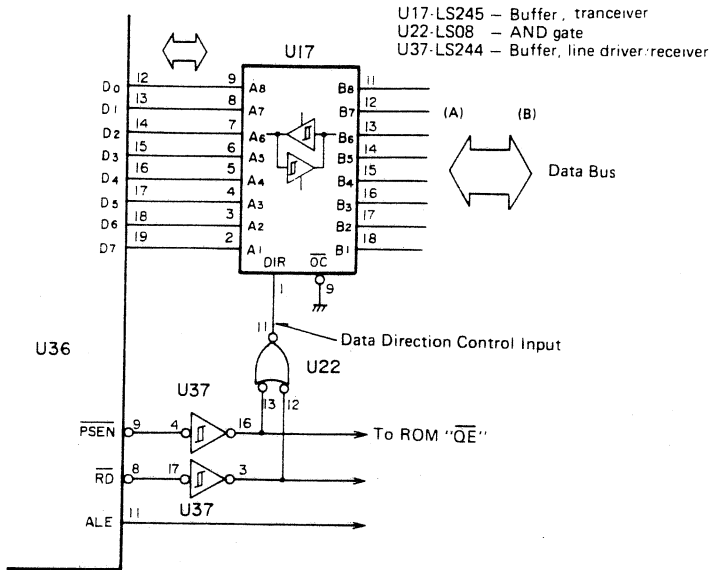 U17-LS245 – Buffer, tranceiver
U22-LS08 – AND gate
U37-LS244 – Buffer, line driver/receiver
U17
D0 12 9 A8 B8 11
D1 13 8 A7 B7 12
D2 14 7 A6 B6 13
D3 15 6 A5 B5 14
D4 16 5 A4 B4 15
D5 17 4 A3 B3 16
D6 18 3 A2 B2 17
D7 19 2 A1 B1 18
(A) (B)
Data Bus
DIR OC
1 9
11 Data Direction Control Input
U36
U22
U37
13 12
PSEN 9 4 16 To ROM "QE"
RD 8 17 3
U37
ALE 11